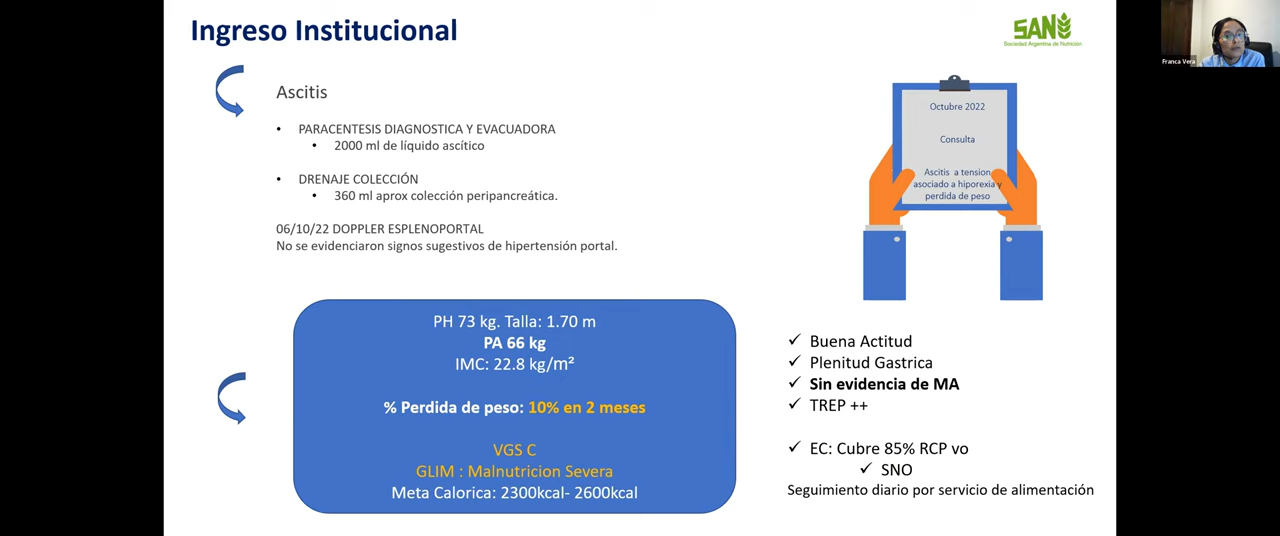 Ingreso Institucional
SANU
Sociedad Argentina de Nutrición
Franca Vera
Ascitis
• PARACENTESIS DIAGNOSTICA Y EVACUADORA
• 2000 ml de líquido ascítico
• DRENAJE COLECCIÓN
• 360 ml aprox colección peripancreática.
06/10/22 DOPPLER ESPLENOPORTAL
No se evidenciaron signos sugestivos de hipertensión portal.
Octubre 2022
Consulta
Ascitis a tension
asociado a hiporexia y
perdida de peso
PH 73 kg. Talla: 1.70 m
PA 66 kg
IMC: 22.8 kg/m²
% Perdida de peso: 10% en 2 meses
VGS C
GLIM : Malnutricion Severa
Meta Calorica: 2300kcal- 2600kcal
✓ Buena Actitud
✓ Plenitud Gastrica
✓ Sin evidencia de MA
✓ TREP ++
✓ EC: Cubre 85% RCP vo
✓ SNO
Seguimiento diario por servicio de alimentación